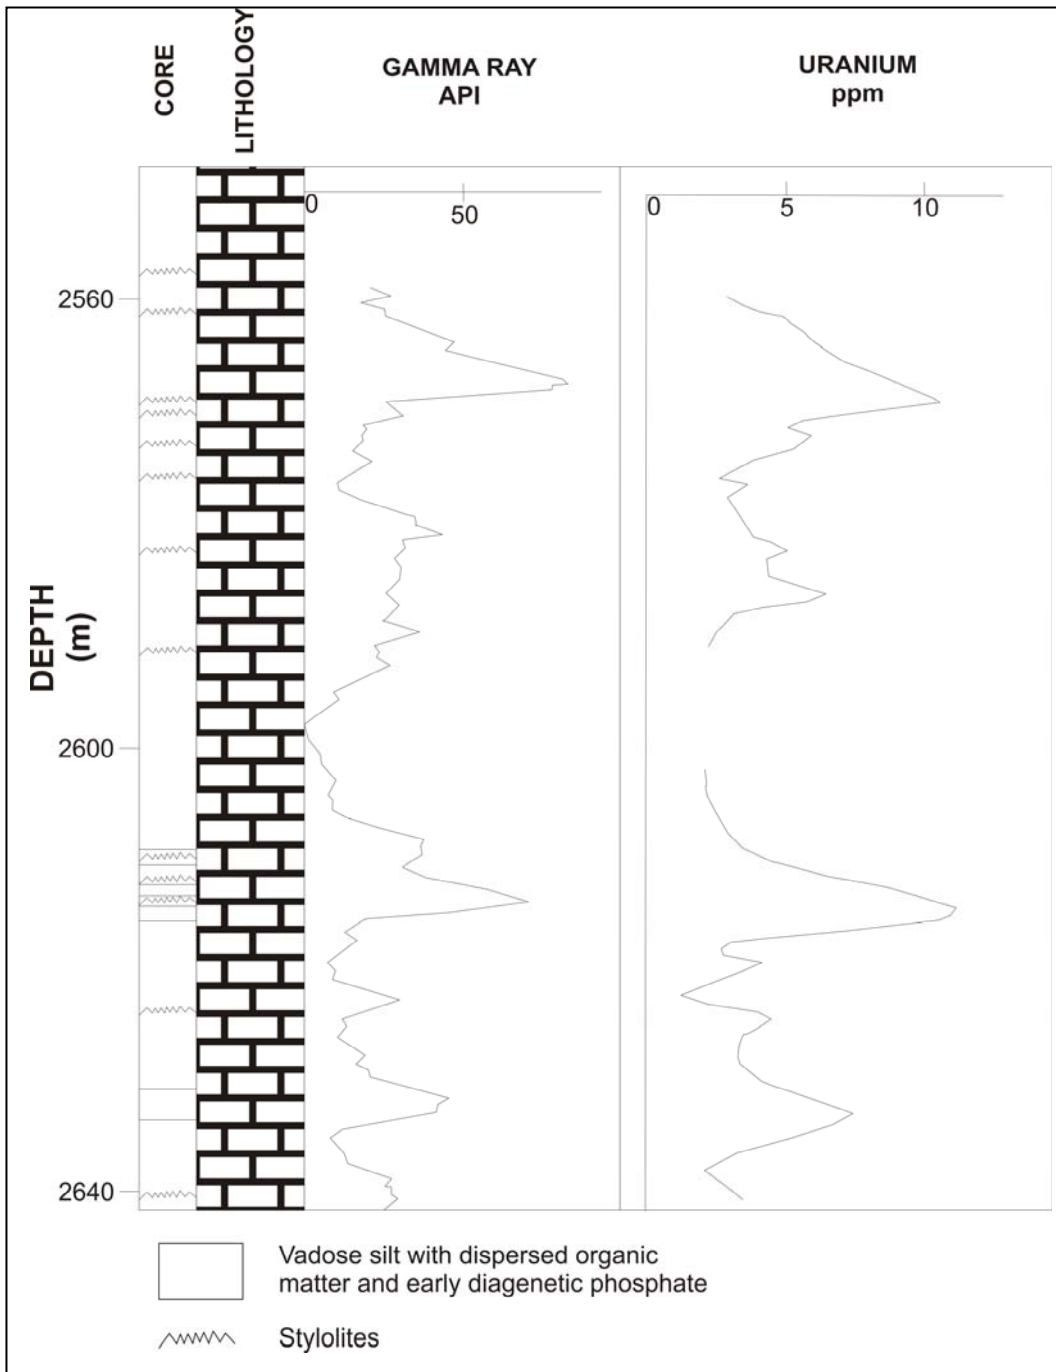 CORE
LITHOLOGY
GAMMA RAY
API
URANIUM
ppm
0
50
0
5
10
2560
DEPTH
(m)
2600
2640
Vadose silt with dispersed organic
matter and early diagenetic phosphate
Stylolites